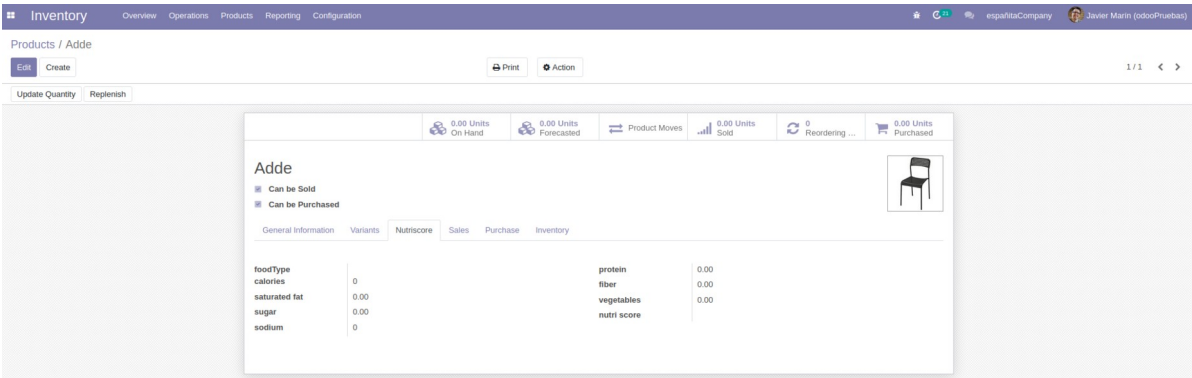 Inventory Overview Operations Products Reporting Configuration 21 españitaCompany Javier Marin (odooPruebas)
Products / Adde
Edit Create Print Action 1 / 1
Update Quantity Replenish
0.00 Units On Hand
0.00 Units Forecasted
Product Moves
0.00 Units Sold
0 Reordering ...
0.00 Units Purchased
Adde
Can be Sold
Can be Purchased
General Information Variants Nutriscore Sales Purchase Inventory
foodType
calories 0
saturated fat 0.00
sugar 0.00
sodium 0
protein 0.00
fiber 0.00
vegetables 0.00
nutri score